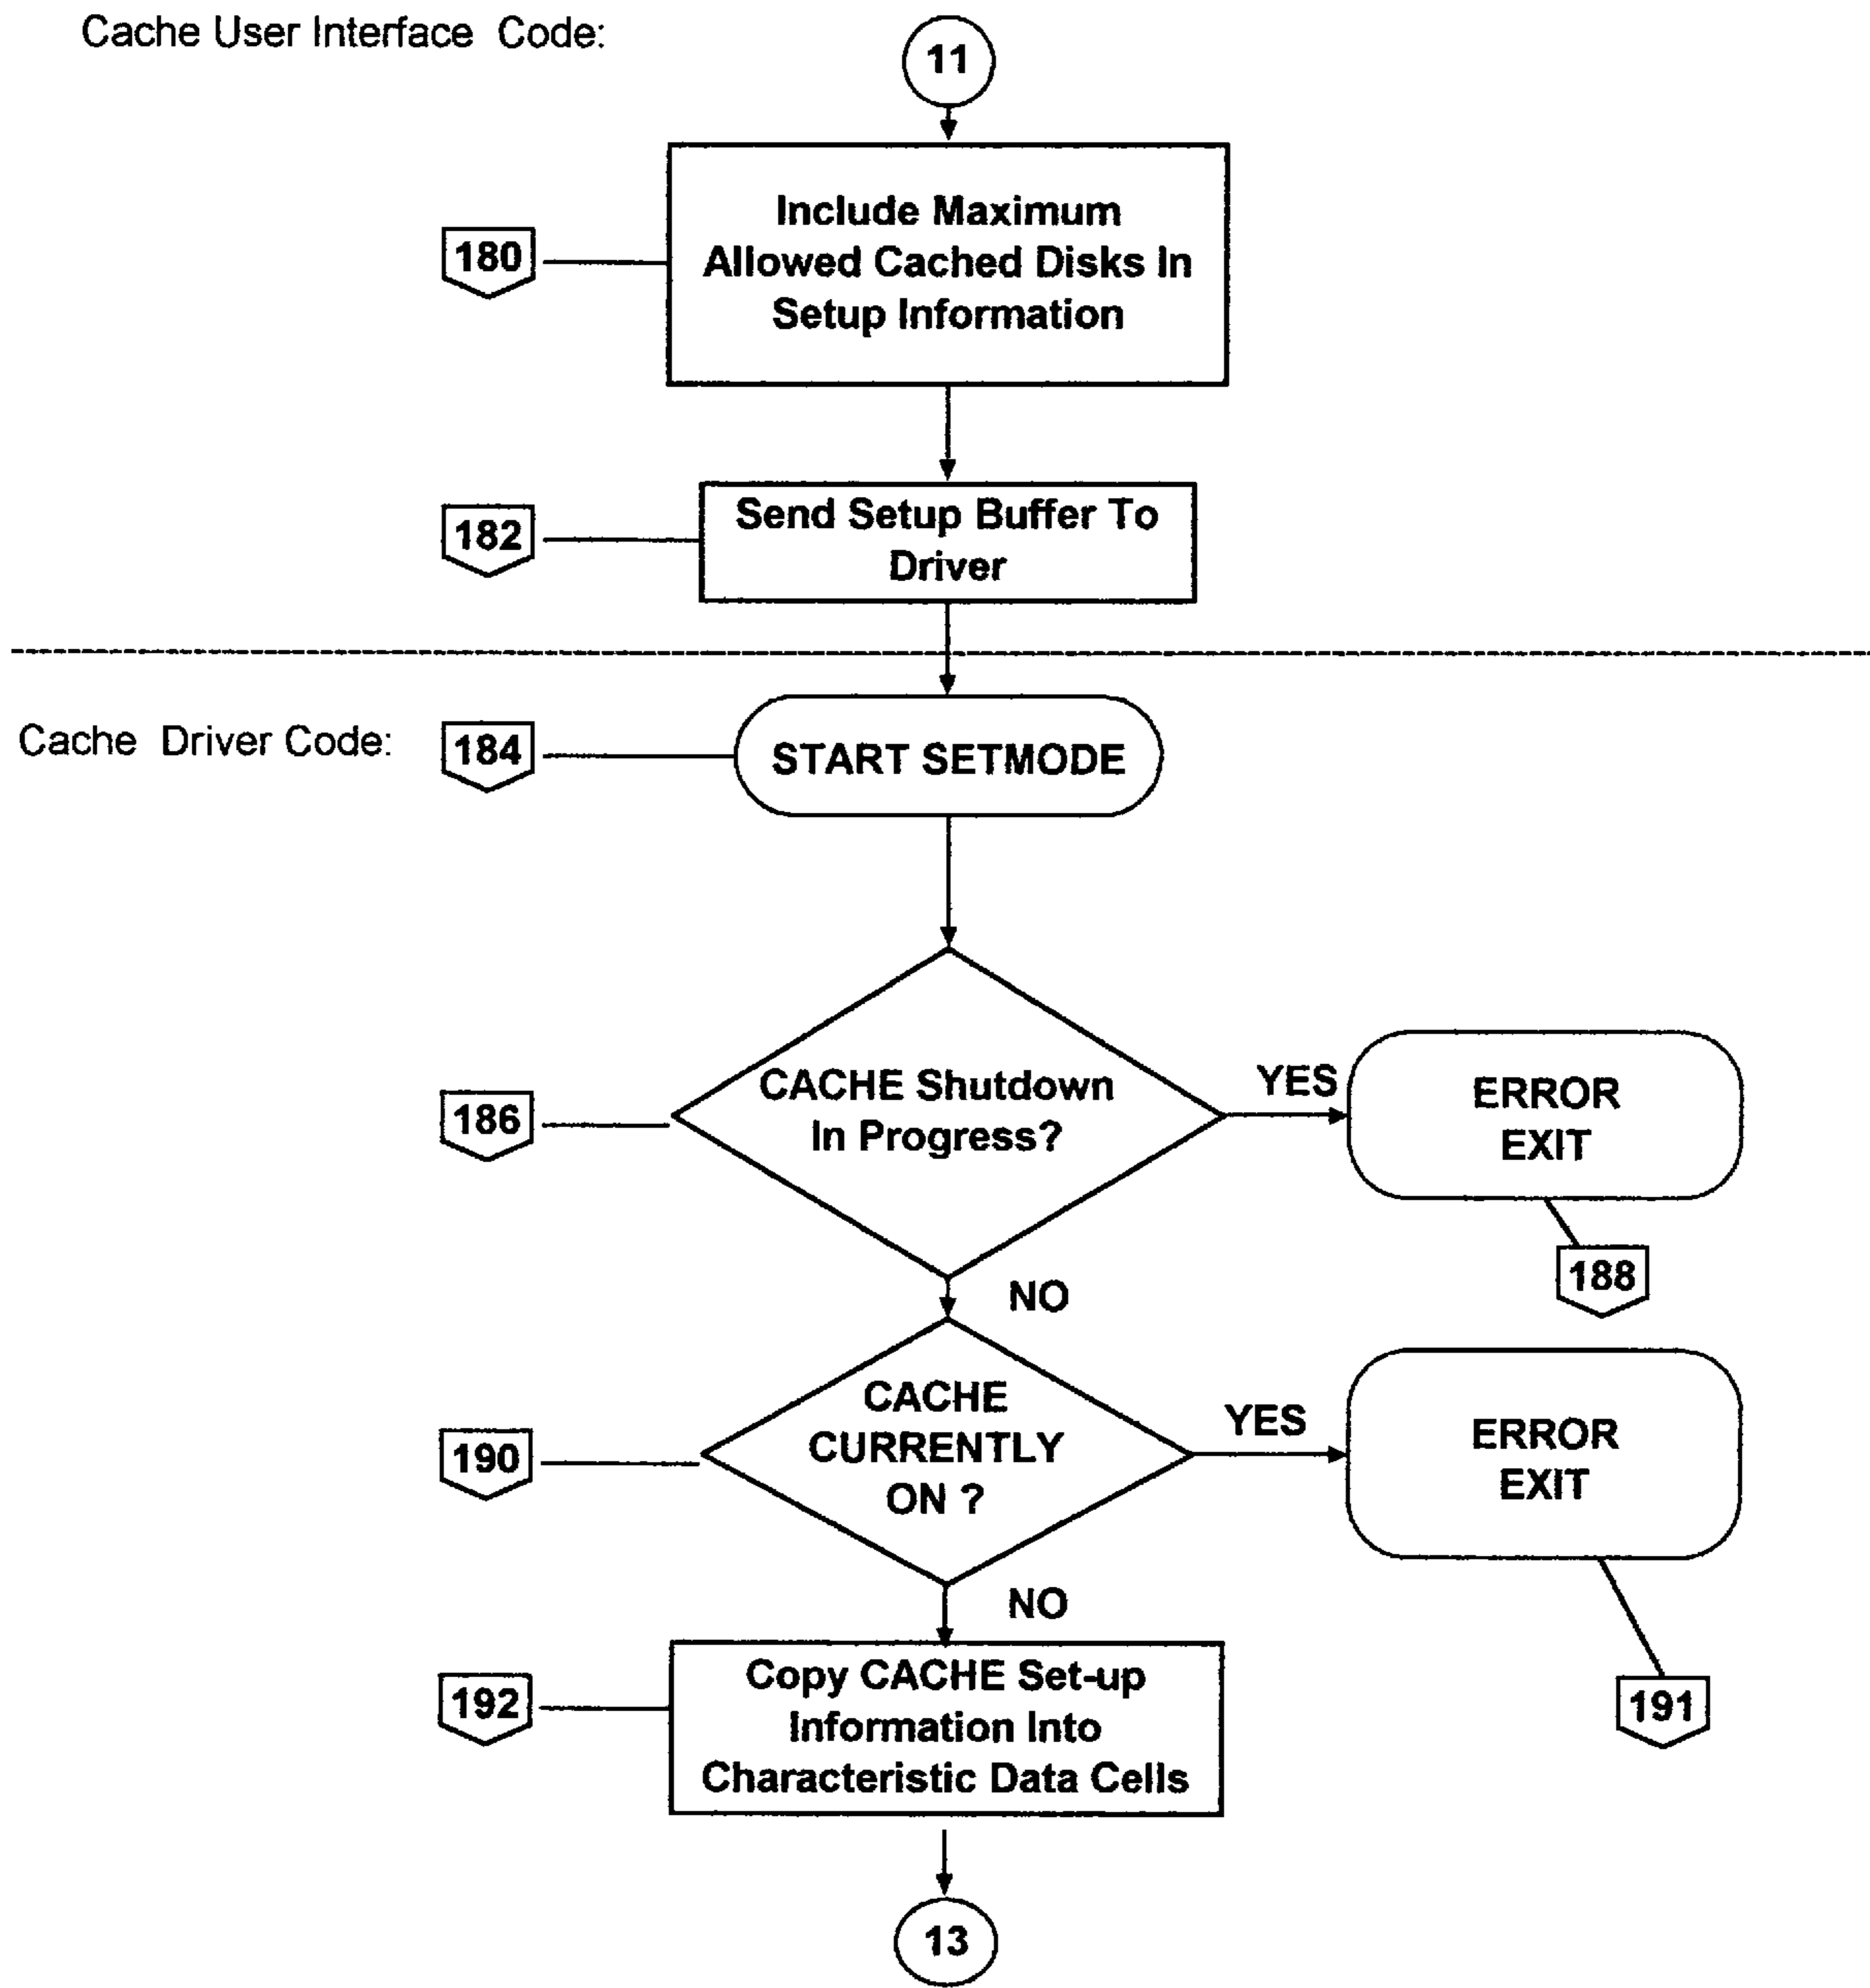 Cache User Interface Code:
11
180
Include Maximum
Allowed Cached Disks In
Setup Information
182
Send Setup Buffer To
Driver
Cache Driver Code:
184
START SETMODE
186
CACHE Shutdown
In Progress?
YES
ERROR
EXIT
188
NO
190
CACHE
CURRENTLY
ON ?
YES
ERROR
EXIT
191
NO
192
Copy CACHE Set-up
Information Into
Characteristic Data Cells
13